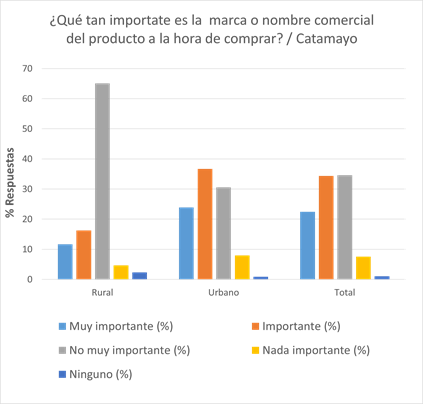 ¿Qué tan importate es la marca o nombre comercial
del producto a la hora de comprar? / Catamayo
% Respuestas
70
60
50
40
30
20
10
0
Rural
Urbano
Total
Muy importante (%)
Importante (%)
No muy importante (%)
Nada importante (%)
Ninguno (%)